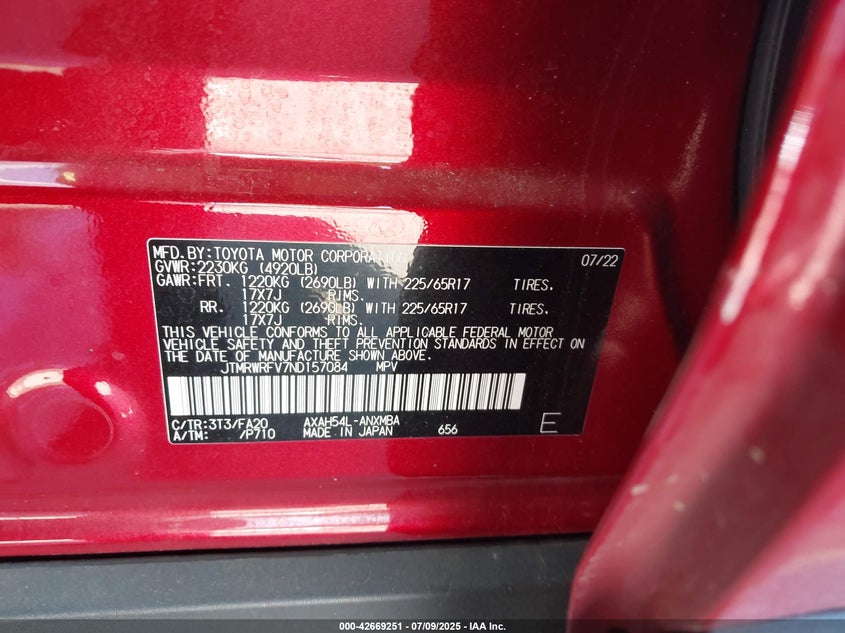 MFD. BY: TOYOTA MOTOR CORPORATION 07/22
GVWR: 2230KG (4920LB)
GAWR: FRT. 1220KG (2690LB) WITH 225/65R17 TIRES.
17X7J RIMS.
RR. 1220KG (2690LB) WITH 225/65R17 TIRES.
17X7J RIMS.
THIS VEHICLE CONFORMS TO ALL APPLICABLE FEDERAL MOTOR
VEHICLE SAFETY AND THEFT PREVENTION STANDARDS IN EFFECT
ON THE DATE OF MANUFACTURE SHOWN ABOVE.
JTMRWRFV7ND157084 MPV
C/TR: 3T3/FA20 AXAH54L-ANXMBA
A/TM: /P710 MADE IN JAPAN 656 E
000-42669251 - 07/09/2025 - IAA Inc.